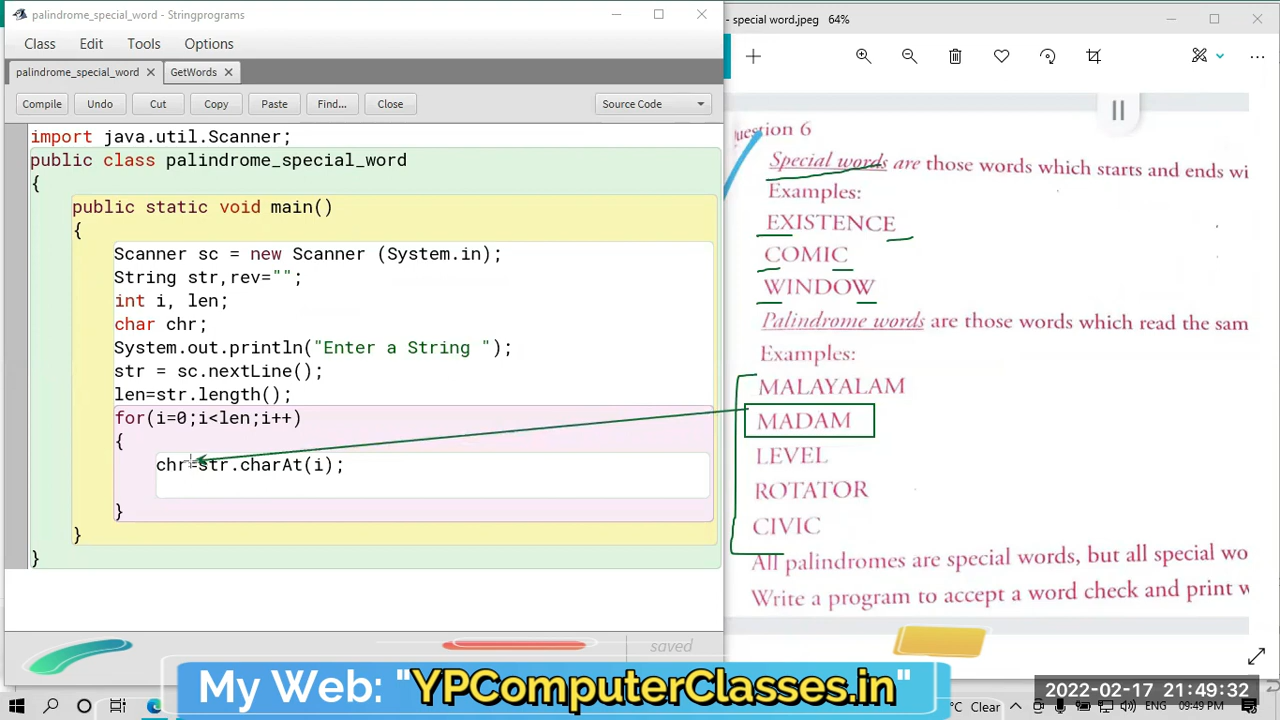 palindrome_special_word - Stringprograms
Class Edit Tools Options
palindrome_special_word GetWords
Compile Undo Cut Copy Paste Find... Close Source Code
import java.util.Scanner;
public class palindrome_special_word
{
public static void main()
{
Scanner sc = new Scanner (System.in);
String str,rev="";
int i, len;
char chr;
System.out.println("Enter a String ");
str = sc.nextLine();
len=str.length();
for(i=0;i<len;i++)
{
chr=str.charAt(i);
}
}
}
saved
- special word.jpeg 64%
uestion 6
Special words are those words which starts and ends wi
Examples:
EXISTENCE
COMIC
WINDOW
Palindrome words are those words which read the sam
Examples:
MALAYALAM
MADAM
LEVEL
ROTATOR
CIVIC
All palindromes are special words, but all special wo
Write a program to accept a word check and print w
My Web: "YPComputerClasses.in"
2022-02-17 21:49:32
°C Clear ENG 09:49 PM